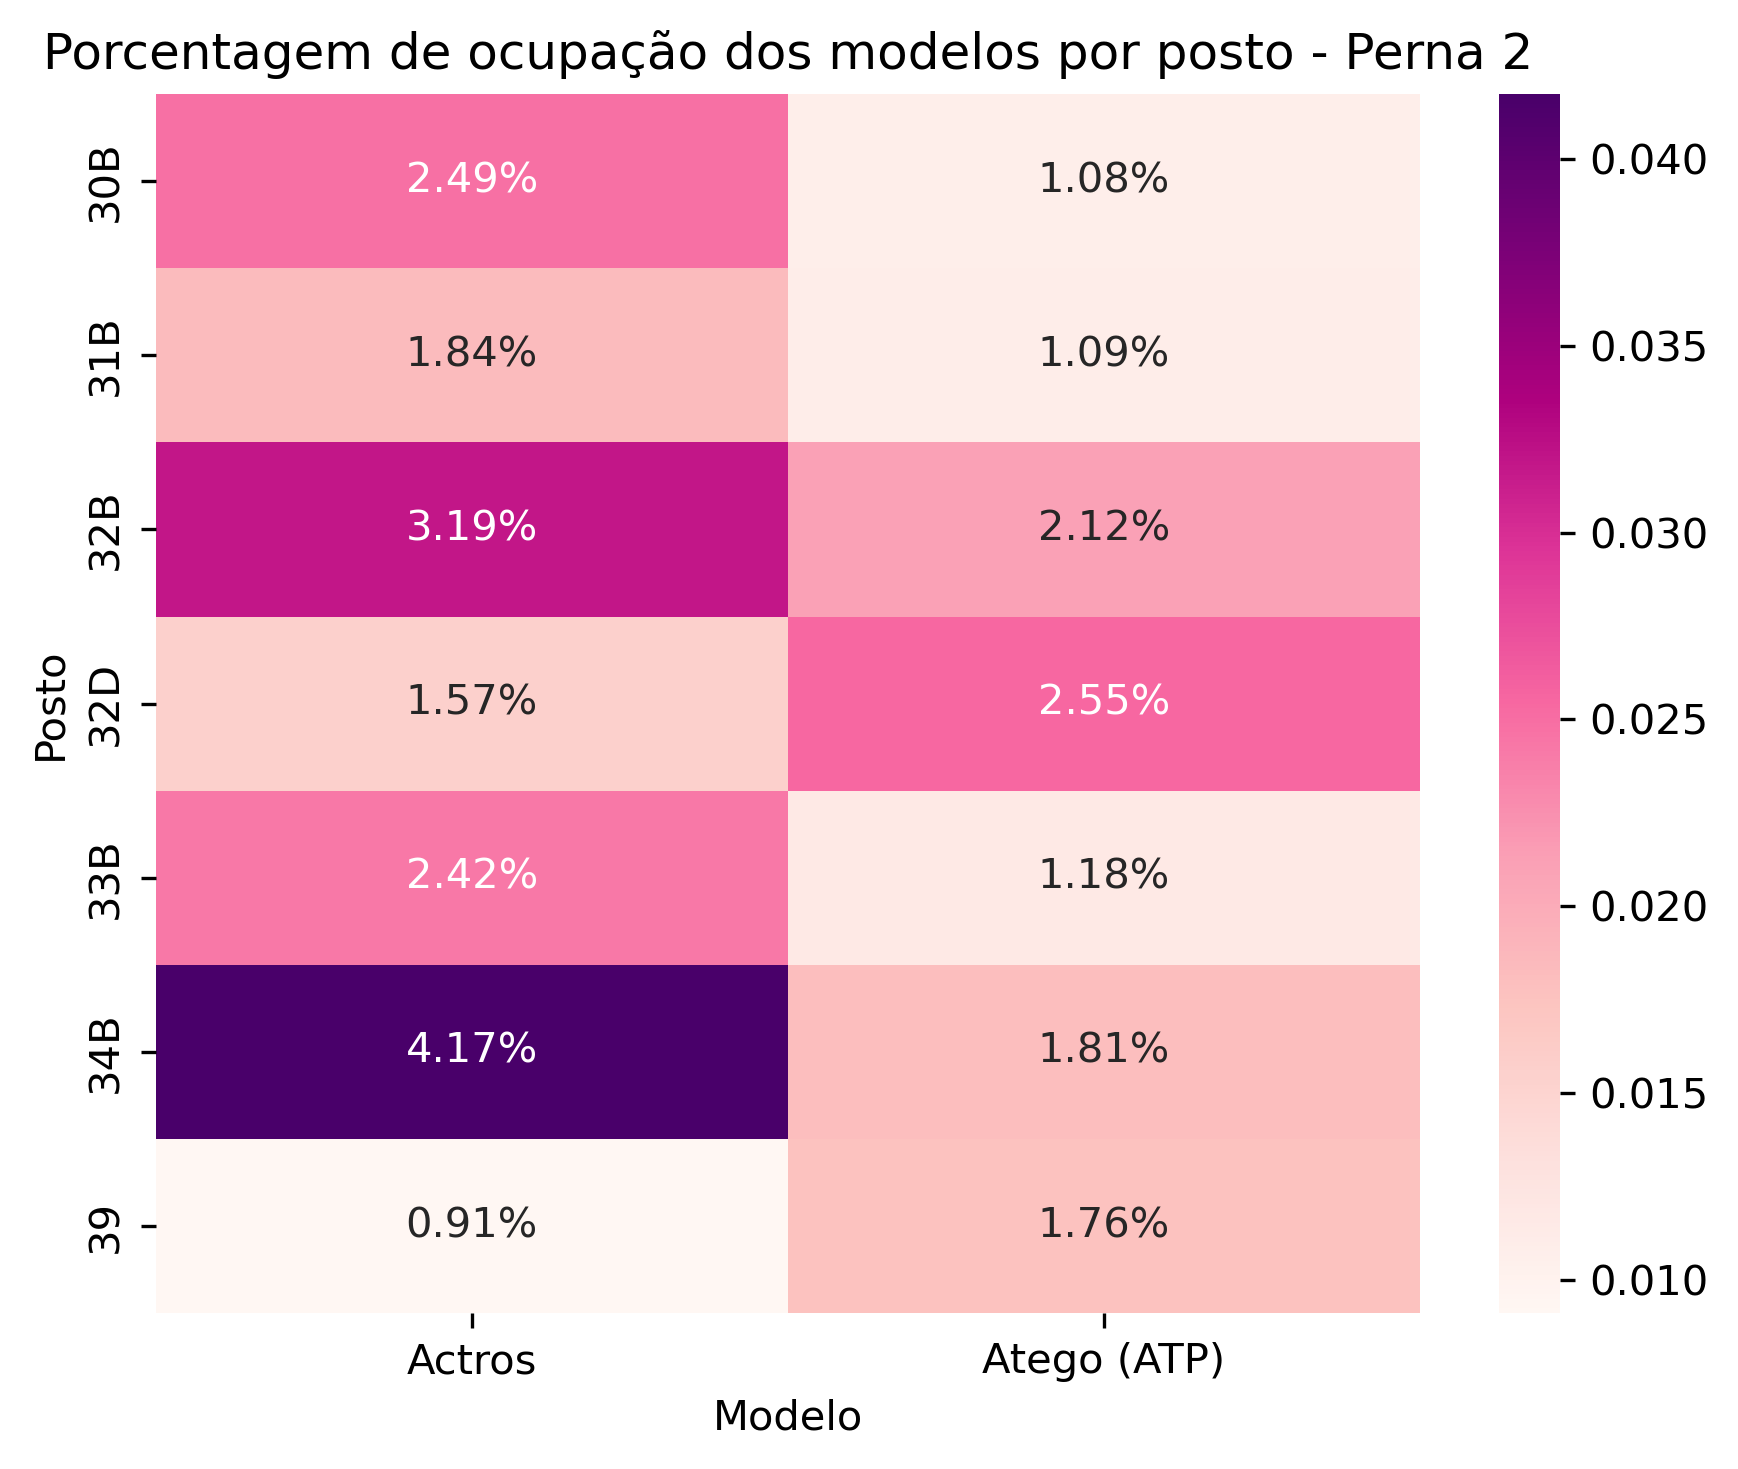 Porcentagem de ocupação dos modelos por posto - Perna 2
Posto
30B
2.49%
1.08%
31B
1.84%
1.09%
32B
3.19%
2.12%
32D
1.57%
2.55%
33B
2.42%
1.18%
34B
4.17%
1.81%
39
0.91%
1.76%
Actros
Atego (ATP)
Modelo
0.040
0.035
0.030
0.025
0.020
0.015
0.010